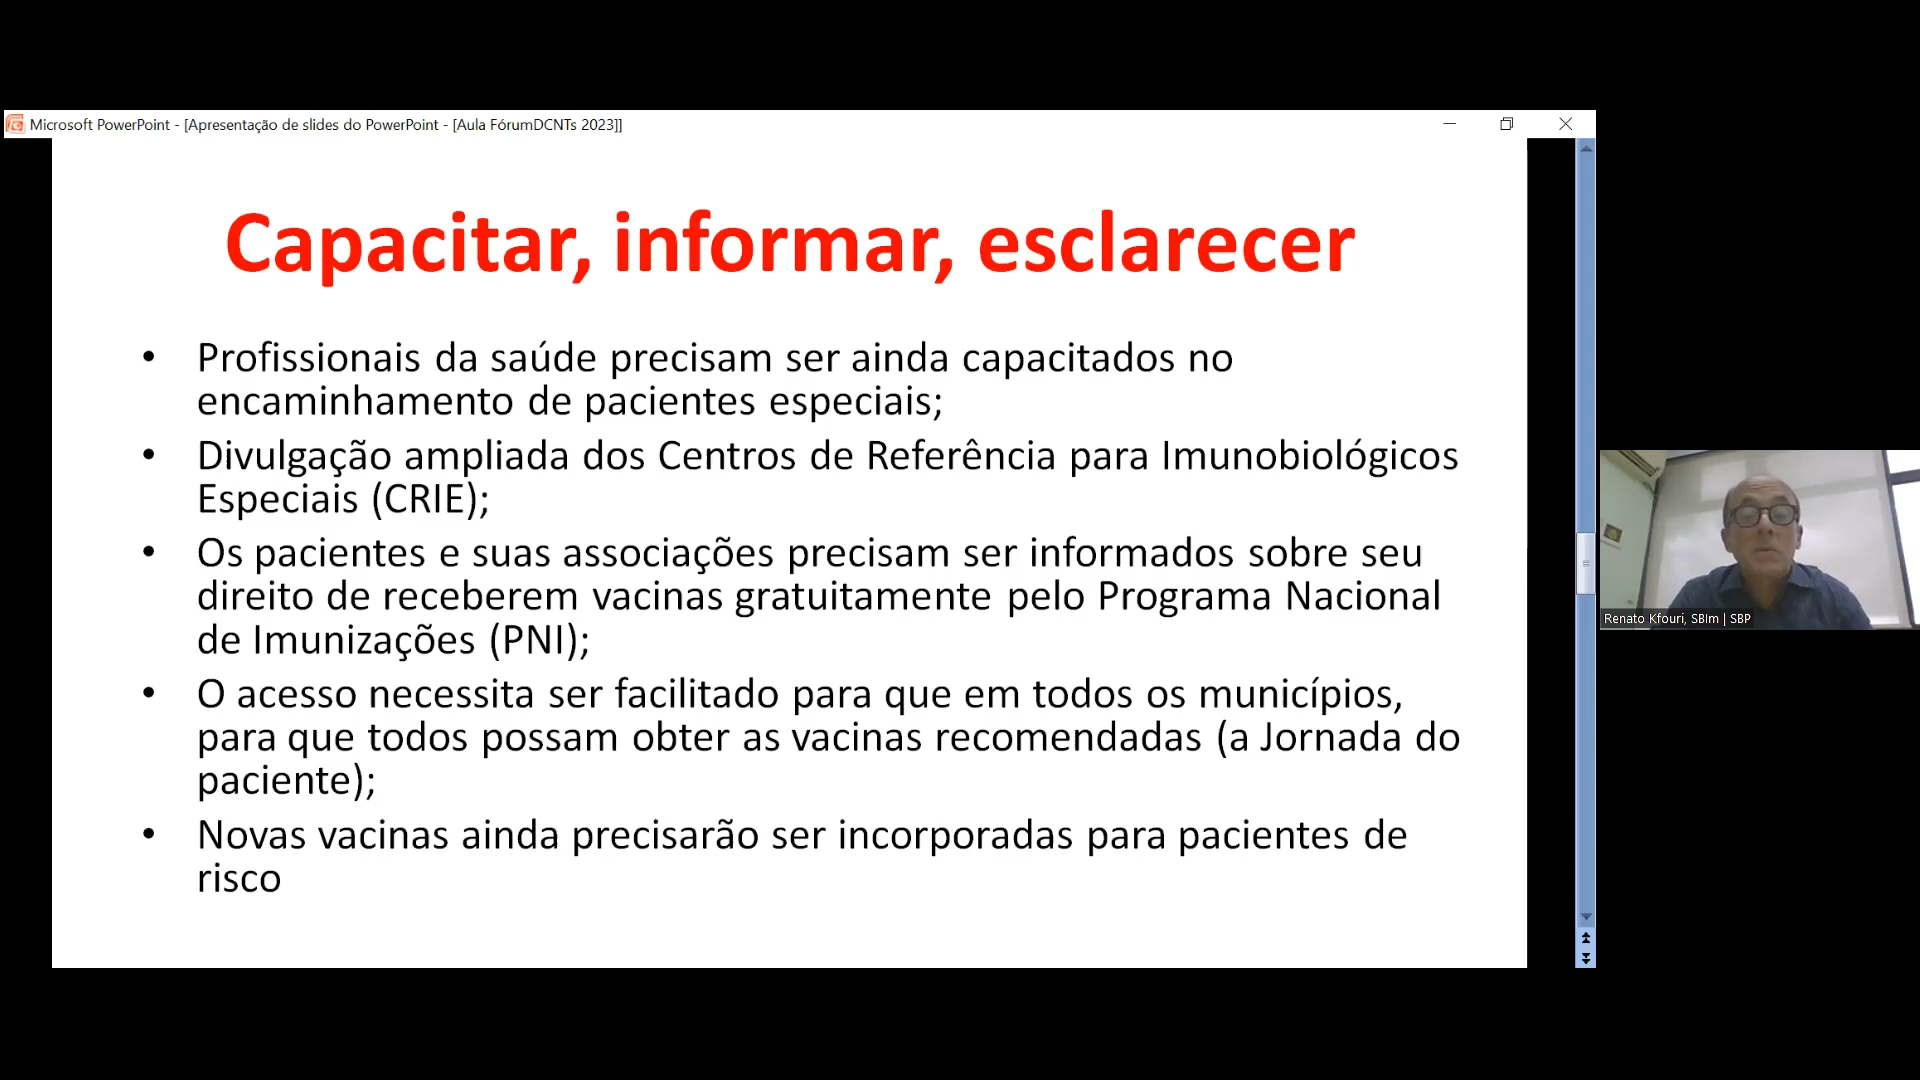 Microsoft PowerPoint - [Apresentação de slides do PowerPoint - [Aula FórumDCNTs 2023]]
Capacitar, informar, esclarecer
• Profissionais da saúde precisam ser ainda capacitados no
encaminhamento de pacientes especiais;
• Divulgação ampliada dos Centros de Referência para Imunobiológicos
Especiais (CRIE);
• Os pacientes e suas associações precisam ser informados sobre seu
direito de receberem vacinas gratuitamente pelo Programa Nacional
de Imunizações (PNI);
• O acesso necessita ser facilitado para que em todos os municípios,
para que todos possam obter as vacinas recomendadas (a Jornada do
paciente);
• Novas vacinas ainda precisarão ser incorporadas para pacientes de
risco
Renato Kfouri, SBIm | SBP